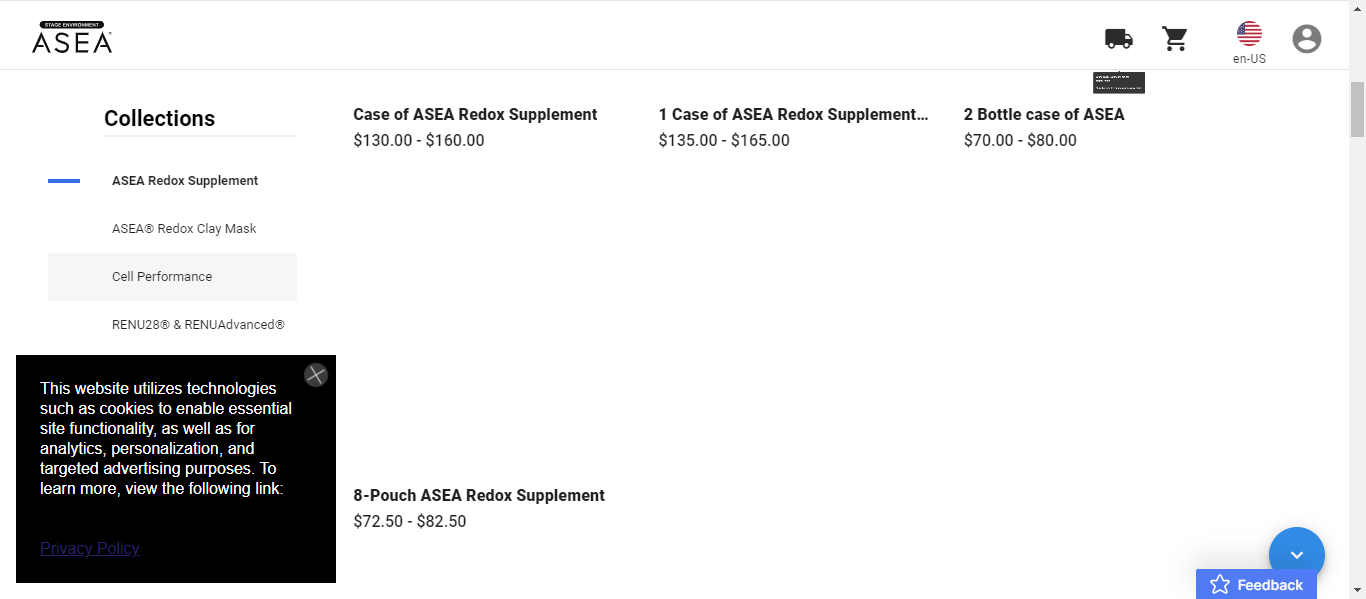 STAGE ENVIRONMENT
ASEA
en-US
Collections
ASEA Redox Supplement
ASEA® Redox Clay Mask
Cell Performance
RENU28® & RENUAdvanced®
Case of ASEA Redox Supplement
$130.00 - $160.00
1 Case of ASEA Redox Supplement...
$135.00 - $165.00
2 Bottle case of ASEA
$70.00 - $80.00
8-Pouch ASEA Redox Supplement
$72.50 - $82.50
This website utilizes technologies
such as cookies to enable essential
site functionality, as well as for
analytics, personalization, and
targeted advertising purposes. To
learn more, view the following link:
Privacy Policy
Feedback